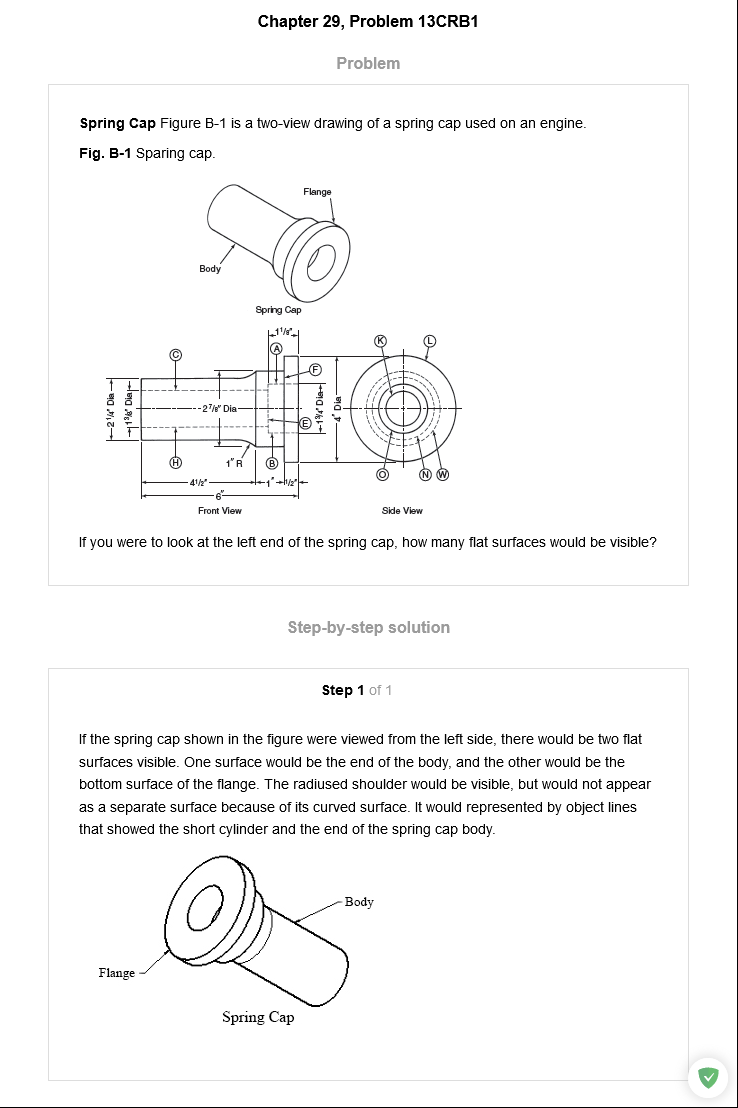 Chapter 29, Problem 13CRB1
Problem
Spring Cap Figure B-1 is a two-view drawing of a spring cap used on an engine.
Fig. B-1 Sparing cap.
Flange
Body
Spring Cap
1 1/8"
K
L
C
A
F
2 1/4" Dia
1 3/8" Dia
2 7/8" Dia
E
1 3/4" Dia
4" Dia
H
1" R
B
O
N
W
4 1/2"
1"
1/2"
6"
Front View
Side View
If you were to look at the left end of the spring cap, how many flat surfaces would be visible?
Step-by-step solution
Step 1 of 1
If the spring cap shown in the figure were viewed from the left side, there would be two flat
surfaces visible. One surface would be the end of the body, and the other would be the
bottom surface of the flange. The radiused shoulder would be visible, but would not appear
as a separate surface because of its curved surface. It would represented by object lines
that showed the short cylinder and the end of the spring cap body.
Body
Flange
Spring Cap